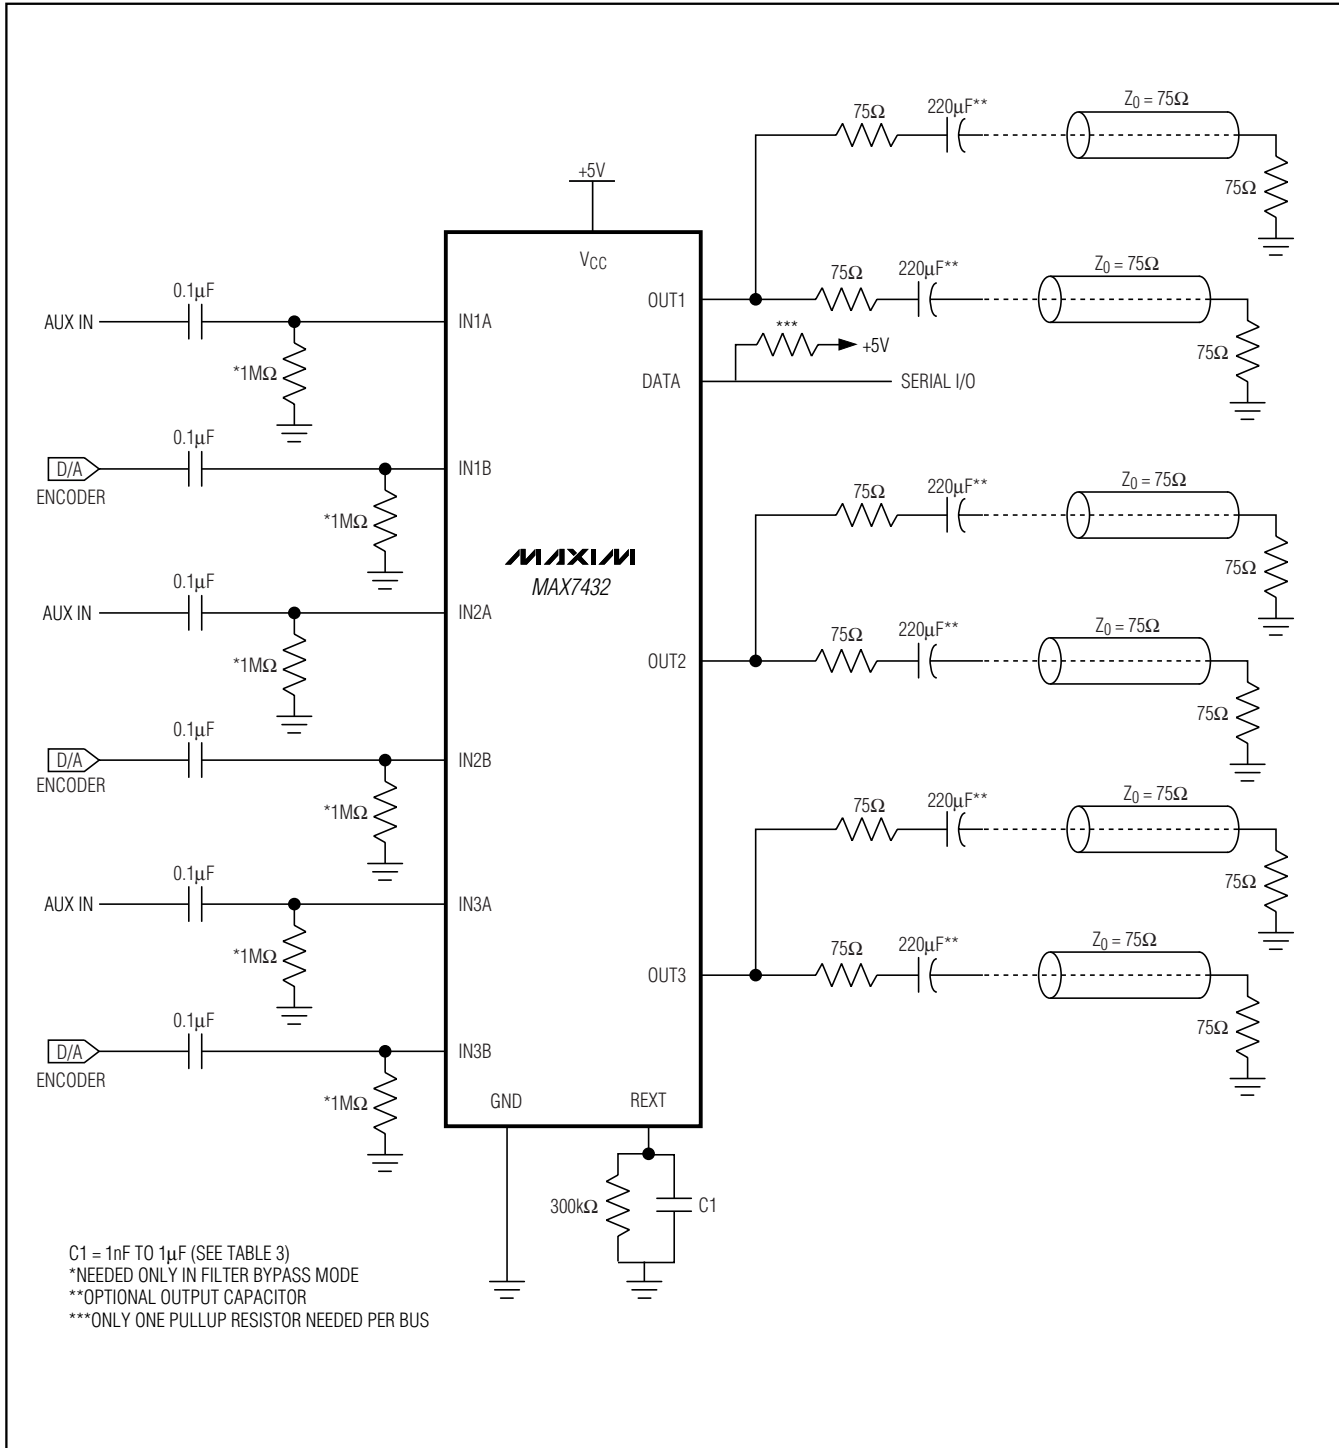 75Ω
220μF**
Z0 = 75Ω
75Ω
+5V
VCC
75Ω
220μF**
Z0 = 75Ω
OUT1
75Ω
0.1μF
AUX IN
IN1A
*1MΩ
***
+5V
DATA
SERIAL I/O
0.1μF
D/A
ENCODER
IN1B
*1MΩ
75Ω
220μF**
Z0 = 75Ω
75Ω
MAXIM
MAX7432
0.1μF
AUX IN
IN2A
*1MΩ
75Ω
220μF**
Z0 = 75Ω
OUT2
75Ω
0.1μF
D/A
ENCODER
IN2B
*1MΩ
75Ω
220μF**
Z0 = 75Ω
75Ω
0.1μF
AUX IN
IN3A
*1MΩ
75Ω
220μF**
Z0 = 75Ω
OUT3
75Ω
0.1μF
D/A
ENCODER
IN3B
*1MΩ
GND
REXT
300kΩ
C1
C1 = 1nF TO 1μF (SEE TABLE 3)
*NEEDED ONLY IN FILTER BYPASS MODE
**OPTIONAL OUTPUT CAPACITOR
***ONLY ONE PULLUP RESISTOR NEEDED PER BUS